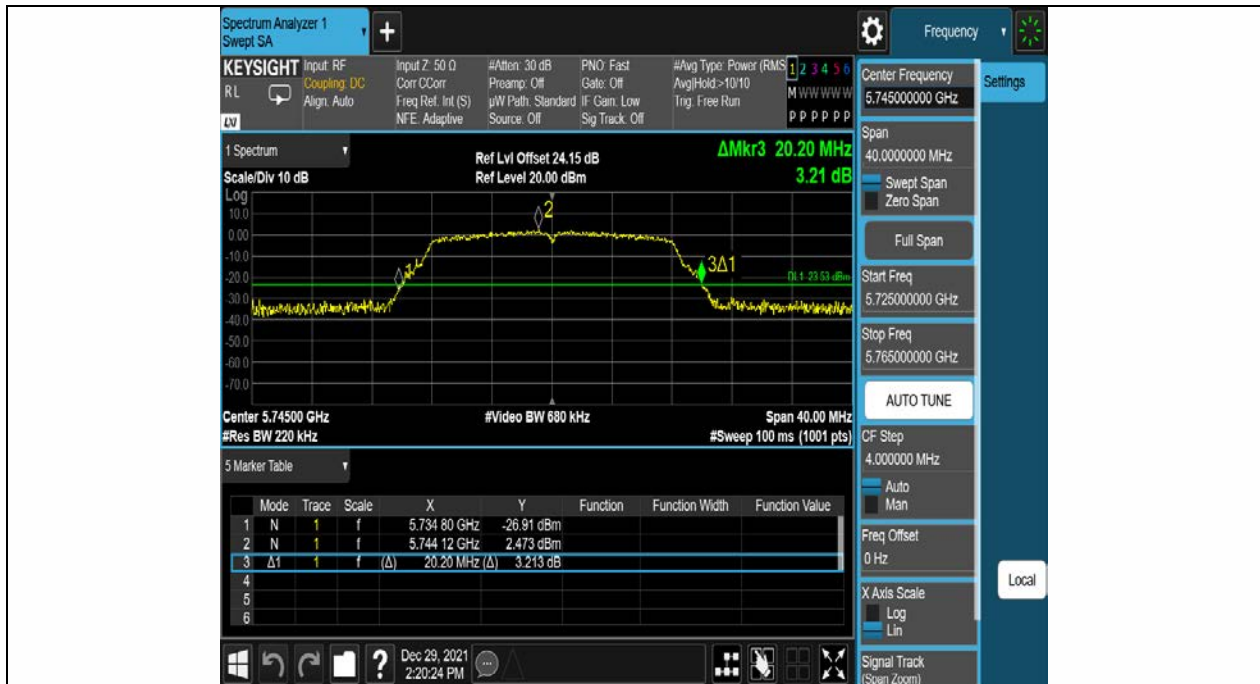 Spectrum Analyzer 1
Swept SA
+
Frequency
KEYSIGHT
RL
LXI
Input: RF
Coupling: DC
Align: Auto
Input Z: 50 Ω
Corr CCorr
Freq Ref: Int (S)
NFE: Adaptive
#Atten: 30 dB
Preamp: Off
µW Path: Standard
Source: Off
PNO: Fast
Gate: Off
IF Gain: Low
Sig Track: Off
#Avg Type: Power (RMS
Avg|Hold:>10/10
Trig: Free Run
1 2 3 4 5 6
M W W W W W
P P P P P P
1 Spectrum
Scale/Div 10 dB
Ref Lvl Offset 24.15 dB
Ref Level 20.00 dBm
ΔMkr3 20.20 MHz
3.21 dB
Log
10.0
0.00
-10.0
-20.0
-30.0
-40.0
-50.0
-60.0
-70.0
1
2
3Δ1
DL1 -23.53 dBm
Center 5.74500 GHz
#Res BW 220 kHz
#Video BW 680 kHz
Span 40.00 MHz
#Sweep 100 ms (1001 pts)
5 Marker Table
Mode Trace Scale X Y Function Function Width Function Value
1 N 1 f 5.734 80 GHz -26.91 dBm
2 N 1 f 5.744 12 GHz 2.473 dBm
3 Δ1 1 f (Δ) 20.20 MHz (Δ) 3.213 dB
4
5
6
?
Dec 29, 2021
2:20:24 PM
Center Frequency
5.745000000 GHz
Span
40.0000000 MHz
Swept Span
Zero Span
Full Span
Start Freq
5.725000000 GHz
Stop Freq
5.765000000 GHz
AUTO TUNE
CF Step
4.000000 MHz
Auto
Man
Freq Offset
0 Hz
X Axis Scale
Log
Lin
Signal Track
(Span Zoom)
Settings
Local